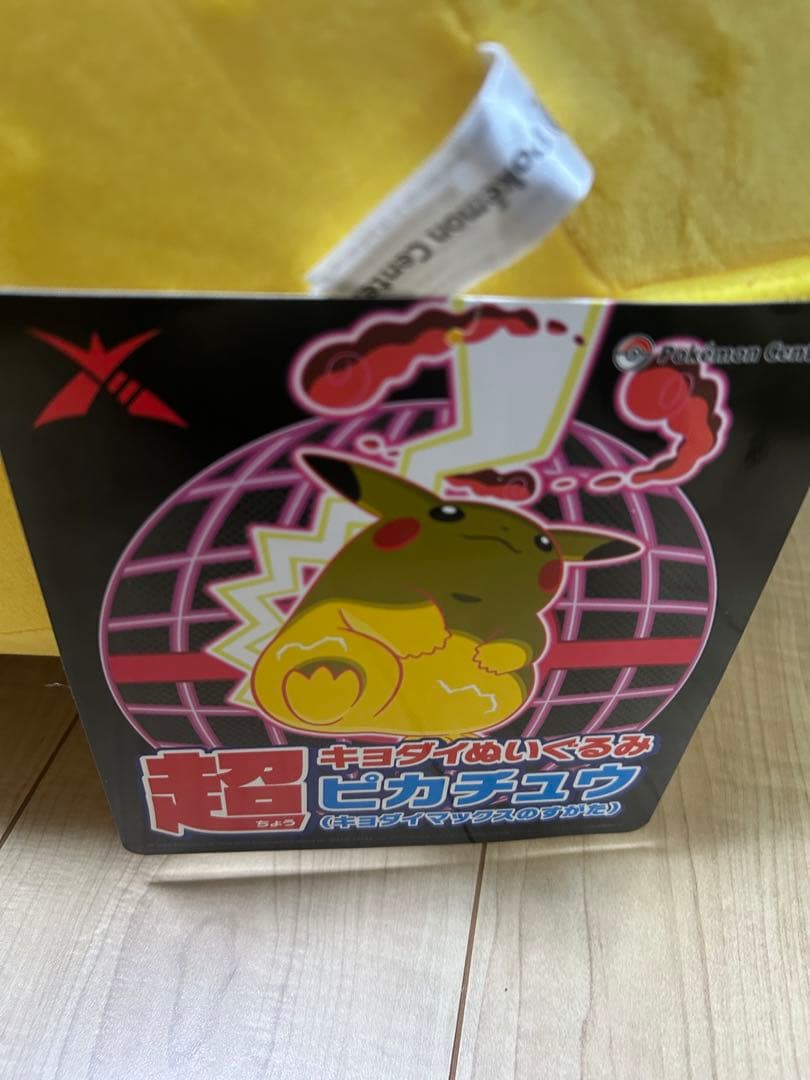 Pokémon Center
Pokémon Cent
超
ちょう
キョダイぬいぐるみ
ピカチュウ
(キョダイマックスのすがた)